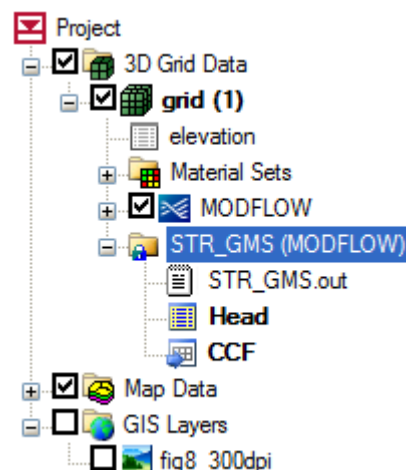 Project
3D Grid Data
grid (1)
elevation
Material Sets
MODFLOW
STR_GMS (MODFLOW)
STR_GMS.out
Head
CCF
Map Data
GIS Layers
fig8_300dpi